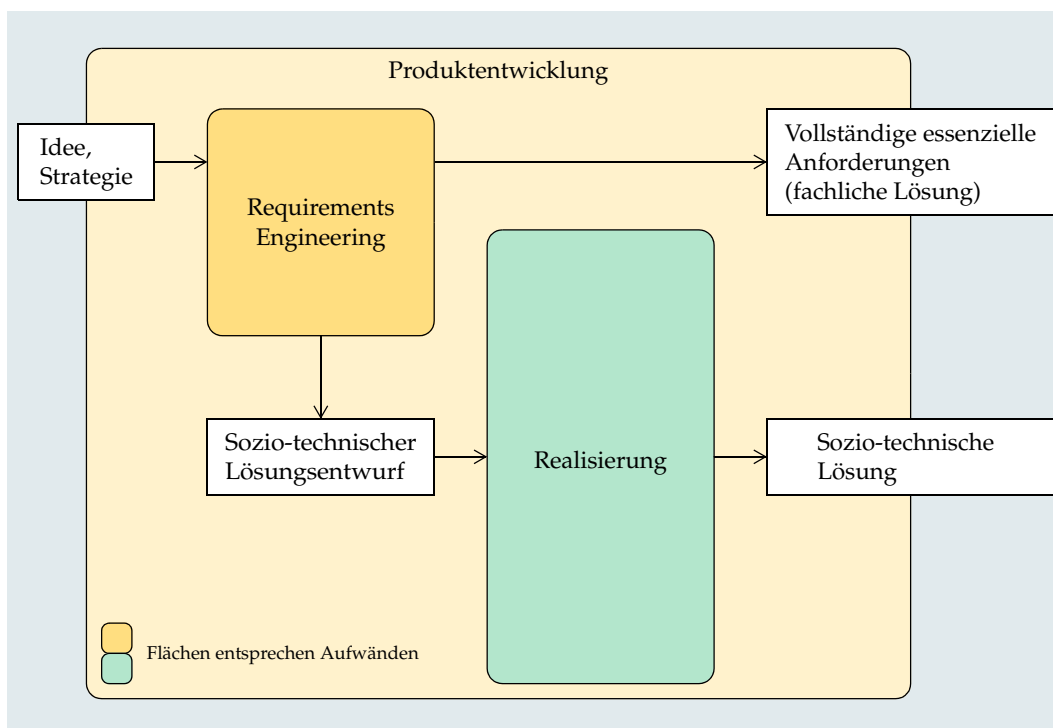 Produktentwicklung
Idee,
Strategie
Requirements
Engineering
Vollständige essenzielle
Anforderungen
(fachliche Lösung)
Sozio-technischer
Lösungsentwurf
Realisierung
Sozio-technische
Lösung
Flächen entsprechen Aufwänden